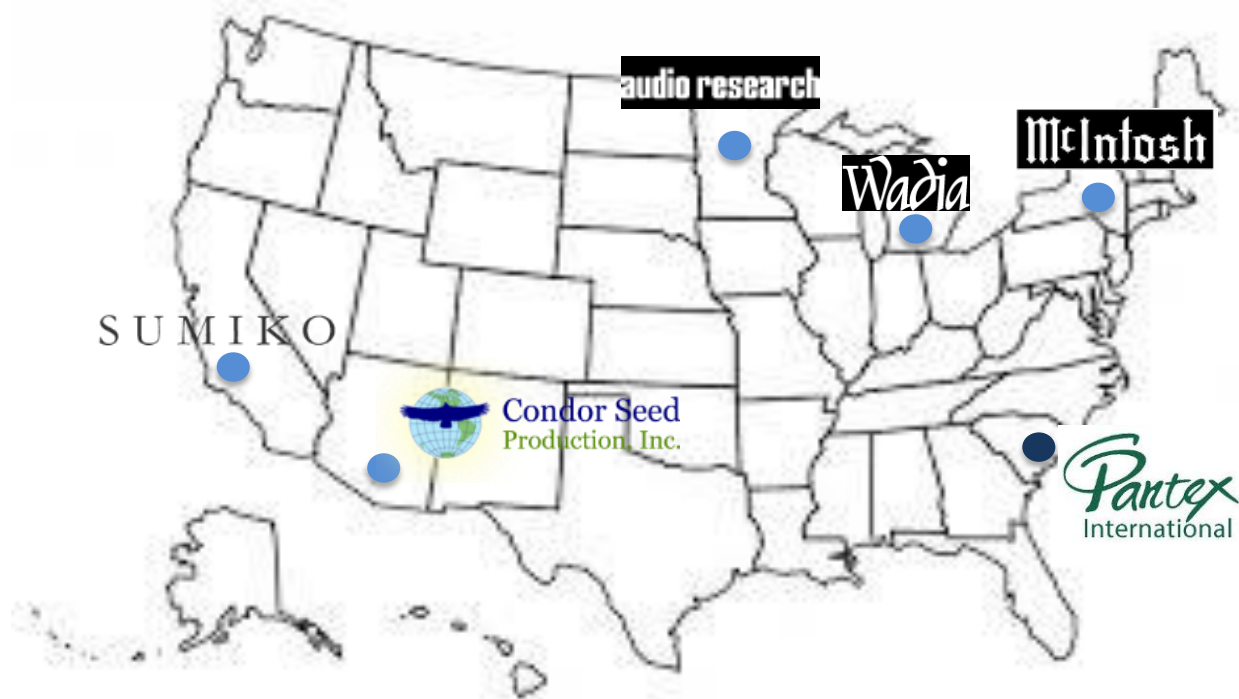 audio research
McIntosh
Wadia
SUMIKO
Condor Seed
Production, Inc.
Pantex
International